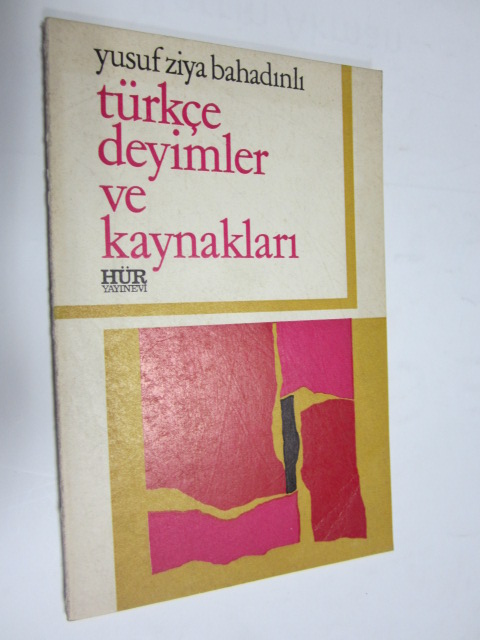 yusuf ziya bahadınlı
türkçe
deyimler
ve
kaynakları
HÜR
YAYINEVİ